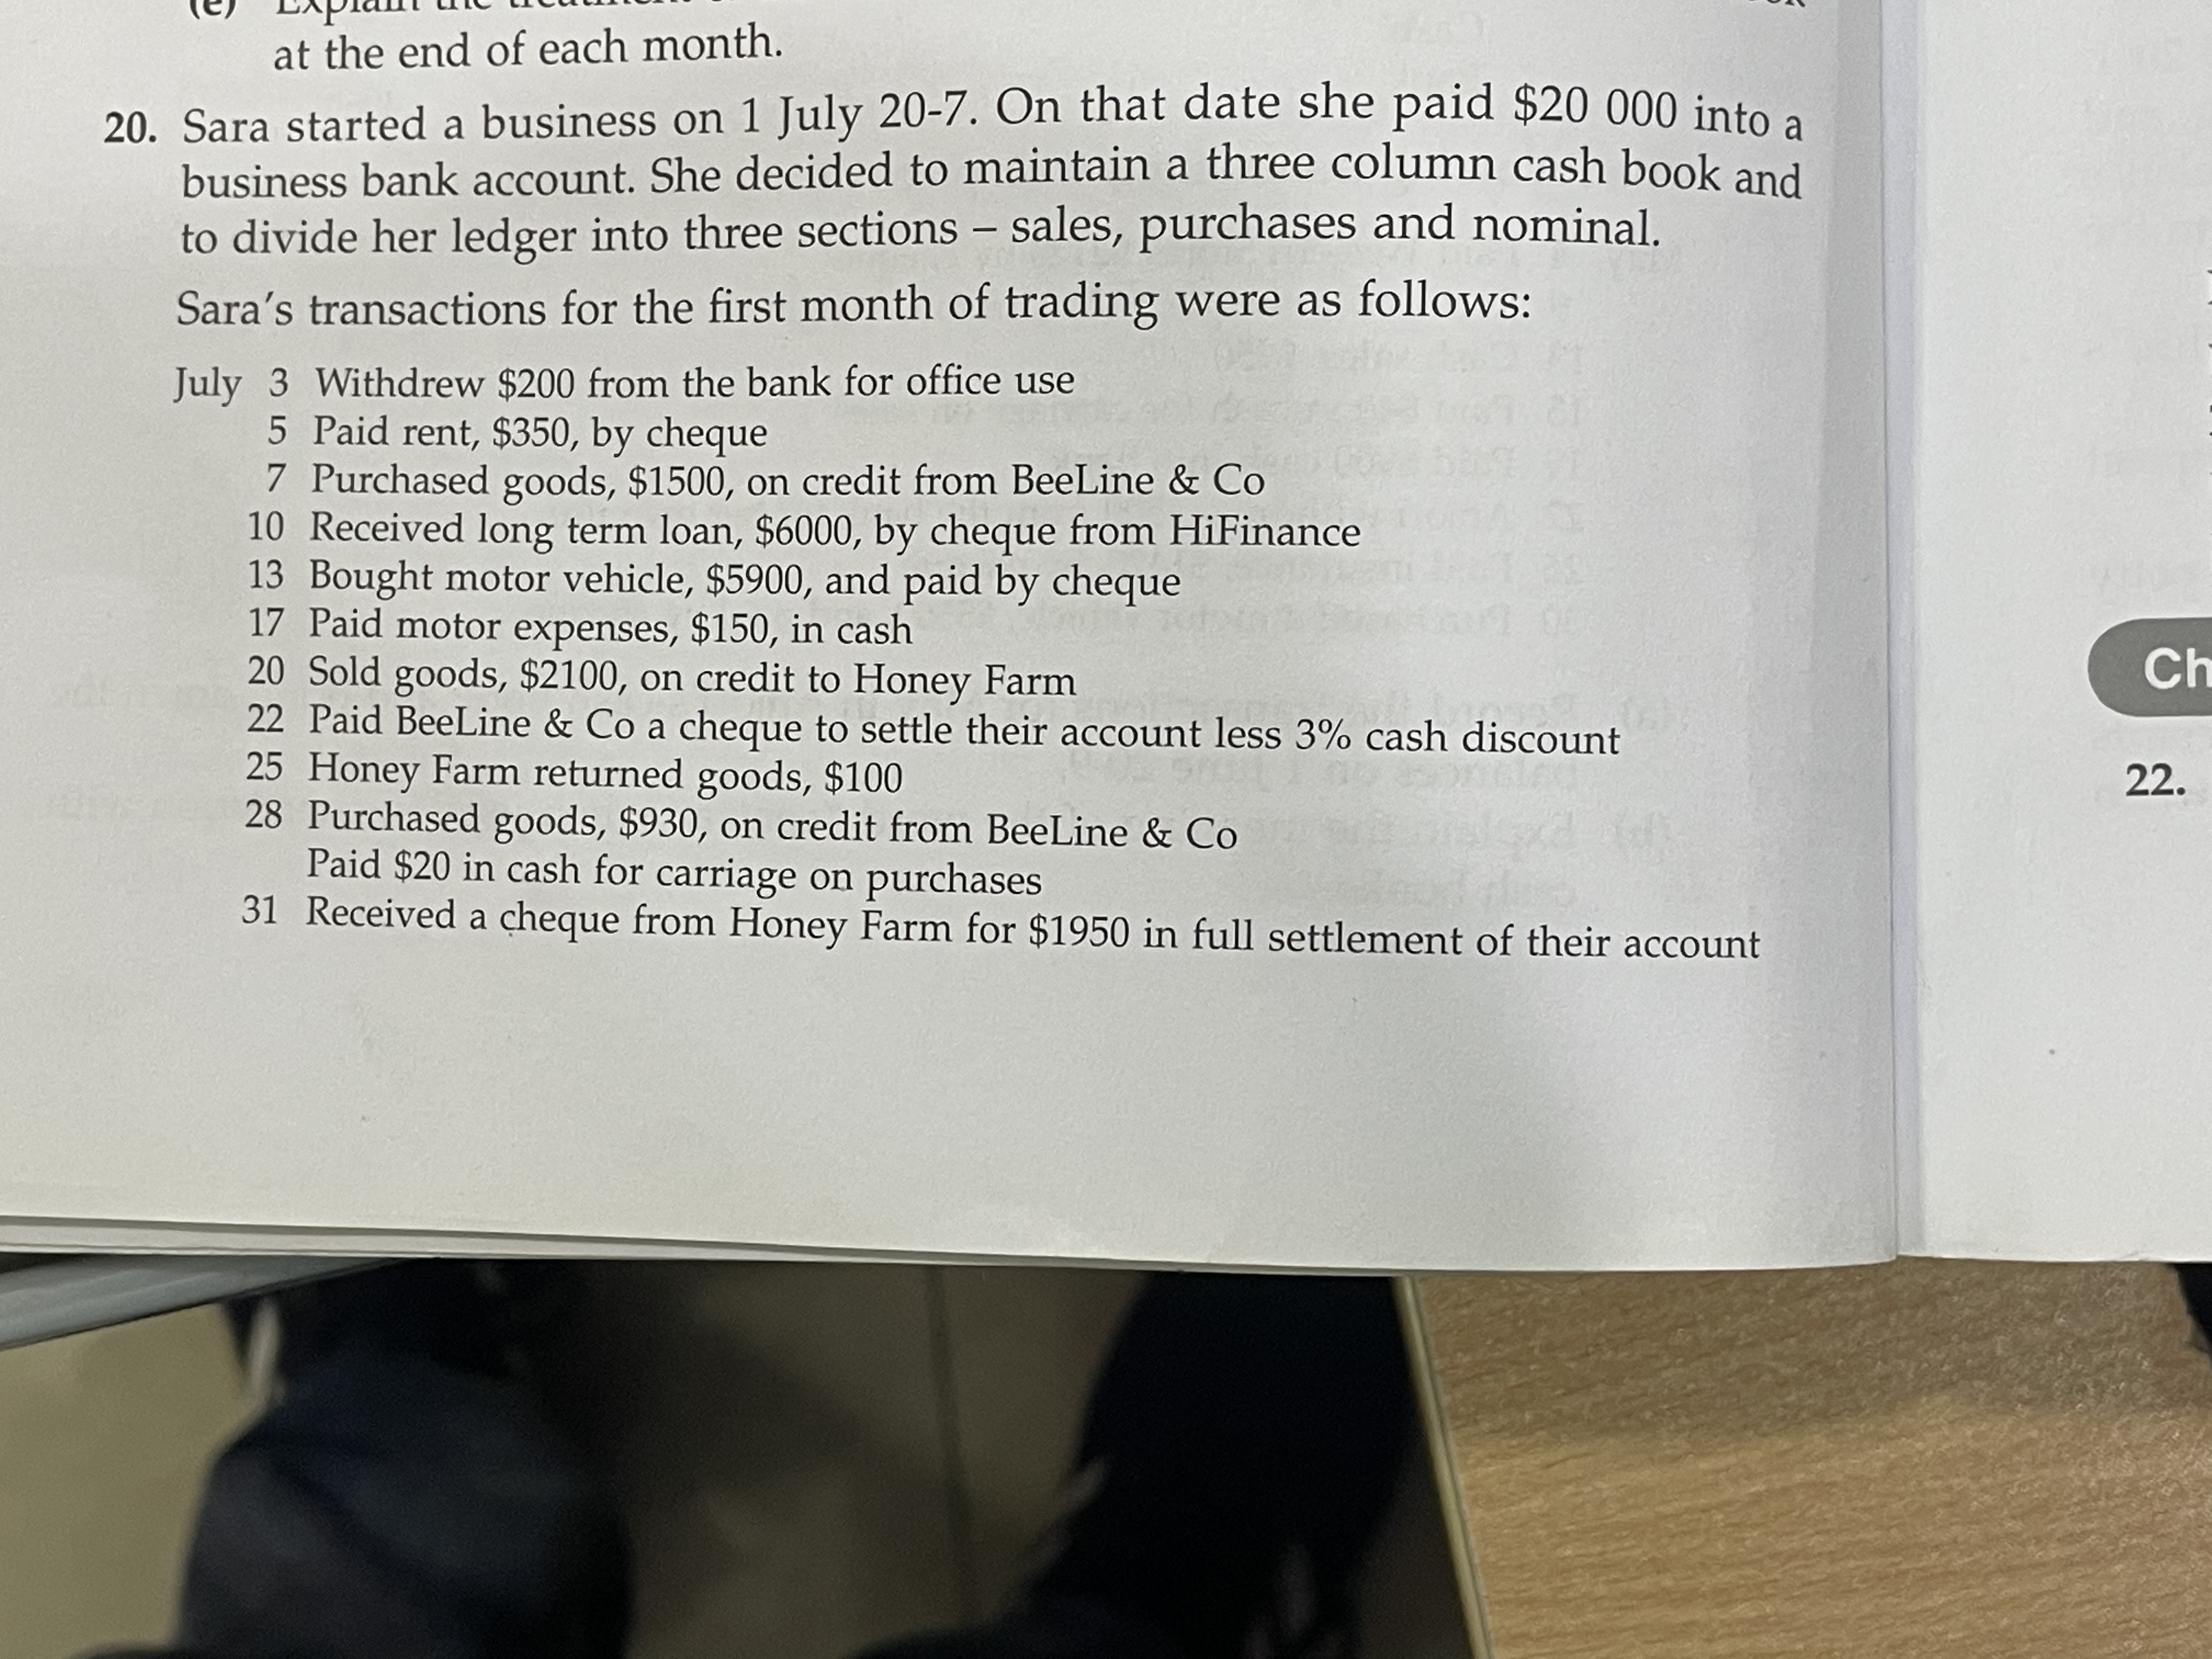 at the end of each month.
20. Sara started a business on 1 July 20-7. On that date she paid $20 000 into a
business bank account. She decided to maintain a three column cash book and
to divide her ledger into three sections – sales, purchases and nominal.
Sara's transactions for the first month of trading were as follows:
July 3 Withdrew $200 from the bank for office use
5 Paid rent, $350, by cheque
7 Purchased goods, $1500, on credit from BeeLine & Co
10 Received long term loan, $6000, by cheque from HiFinance
13 Bought motor vehicle, $5900, and paid by cheque
17 Paid motor expenses, $150, in cash
20 Sold goods, $2100, on credit to Honey Farm
22 Paid BeeLine & Co a cheque to settle their account less 3% cash discount
25 Honey Farm returned goods, $100
28 Purchased goods, $930, on credit from BeeLine & Co
Paid $20 in cash for carriage on purchases
31 Received a cheque from Honey Farm for $1950 in full settlement of their account
22.